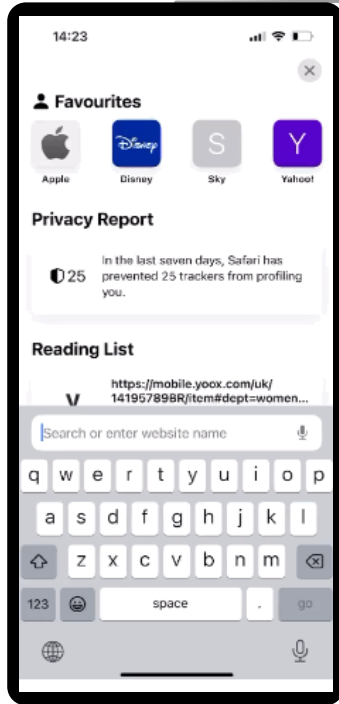 14:23
Favourites
Disney
S
Y
Apple
Disney
Sky
Yahoo!
Privacy Report
25
In the last seven days, Safari has
prevented 25 trackers from profiling
you.
Reading List
https://mobile.yoox.com/uk/
14195789BR/item#dept=women...
Y
Search or enter website name
q w e r t y u i o p
a s d f g h j k l
z x c v b n m
123
space
.
go